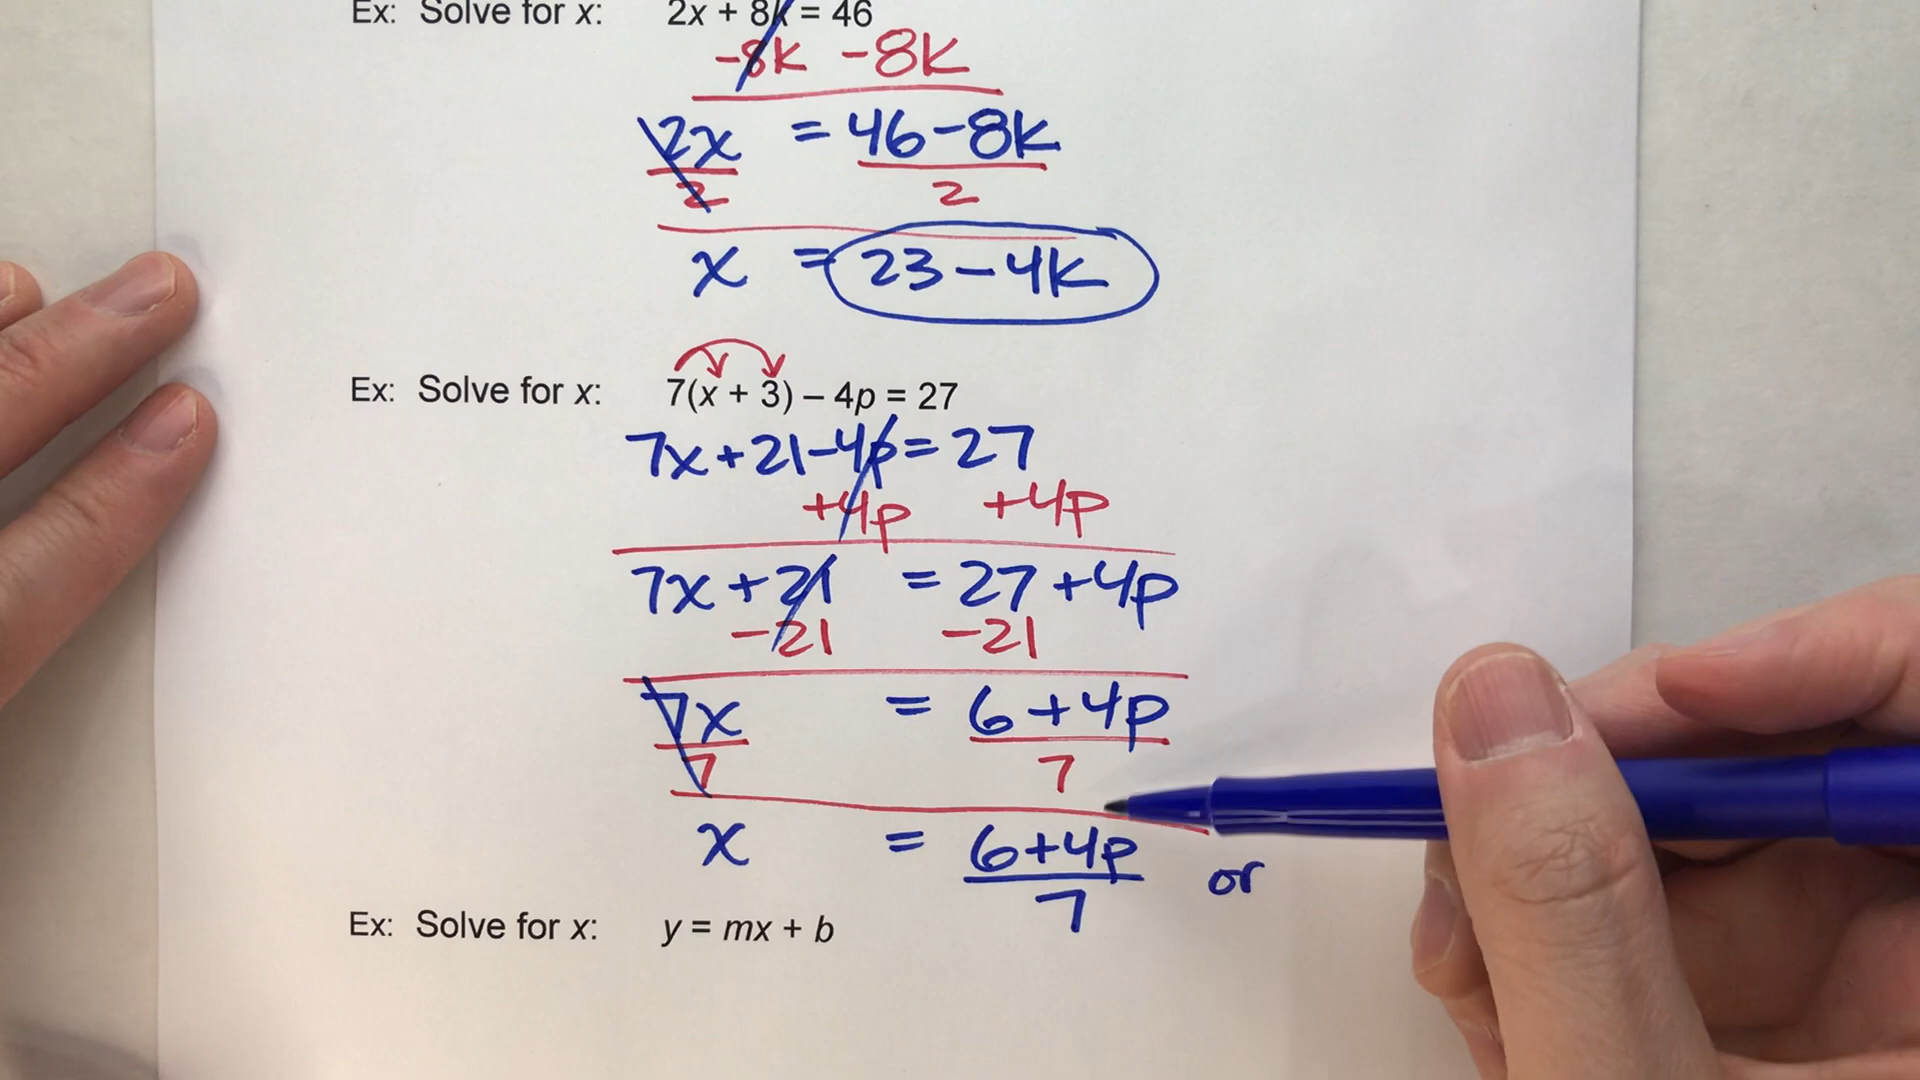 Ex: Solve for x: 2x + 8k = 46
-8k -8k
2x = 46-8k
2 2
x = 23-4k
Ex: Solve for x: 7(x + 3) – 4p = 27
7x+21-4p=27
+4p +4p
7x+21 = 27+4p
-21 -21
7x = 6+4p
7 7
x = 6+4p or
7
Ex: Solve for x: y = mx + b